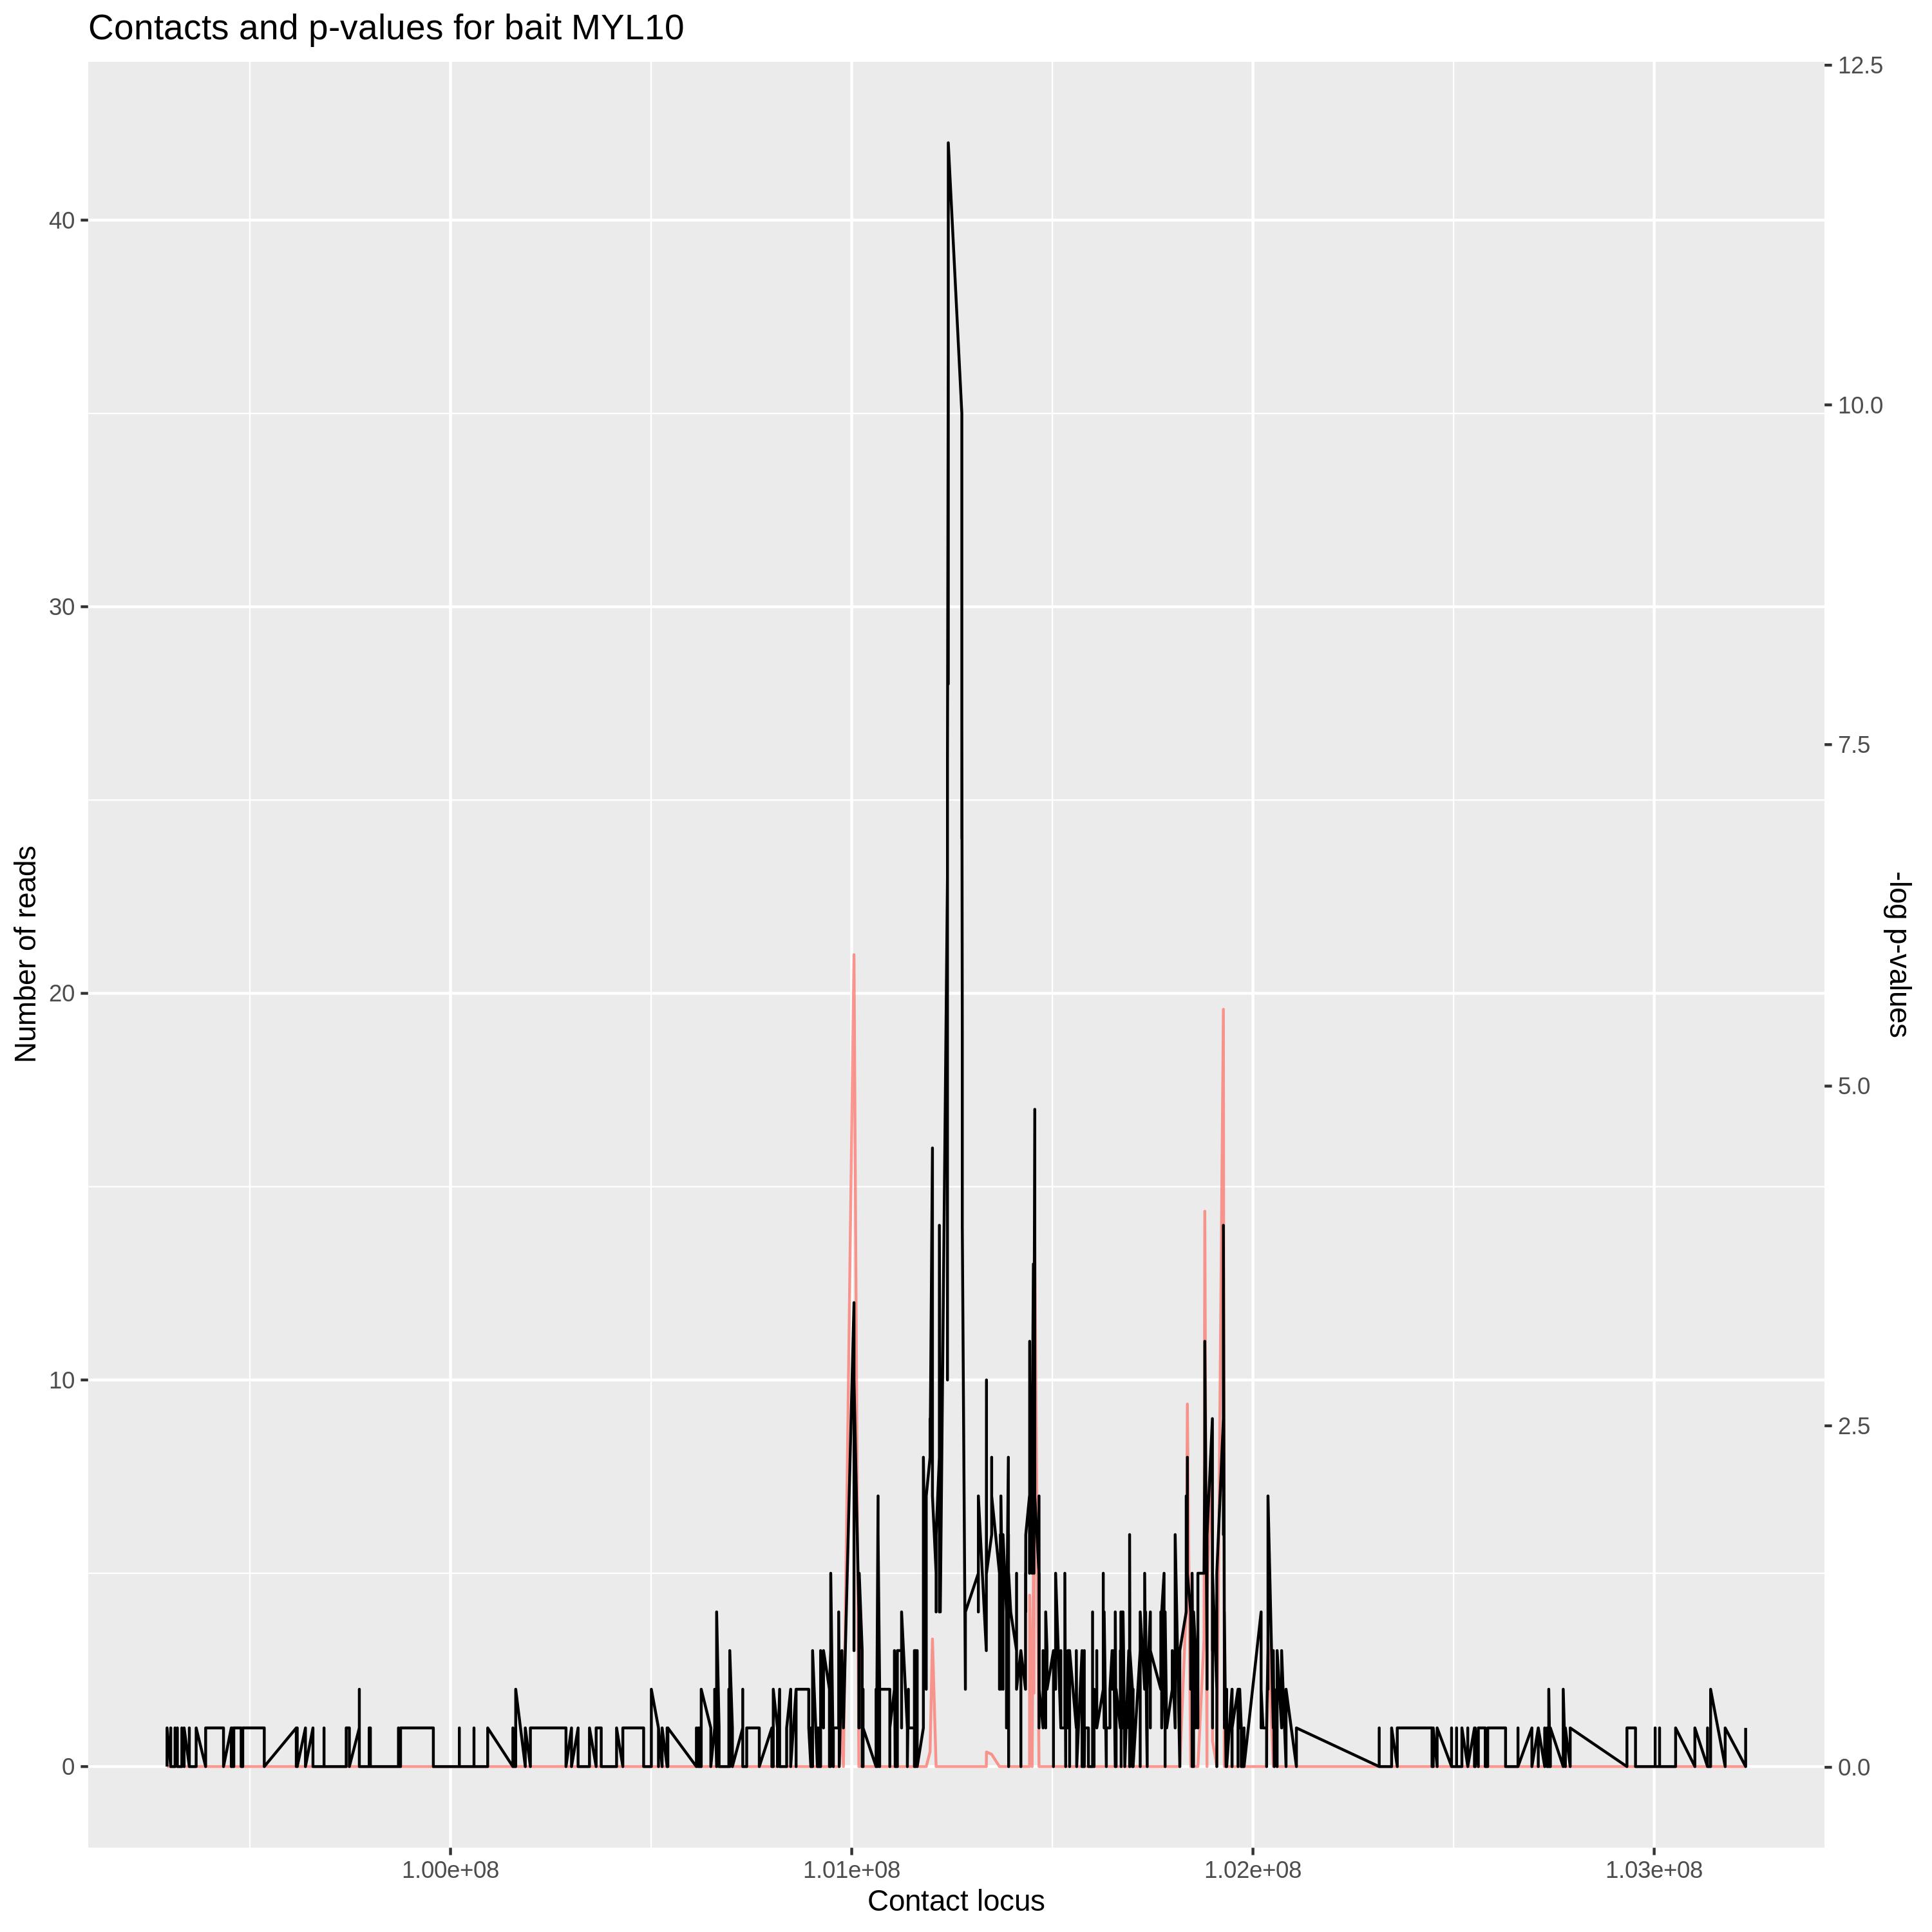 Contacts and p-values for bait MYL10
12.5
40
10.0
30
7.5
Number of reads
-log p-values
20
5.0
10
2.5
0
0.0
1.00e+08 1.01e+08 1.02e+08 1.03e+08
Contact locus